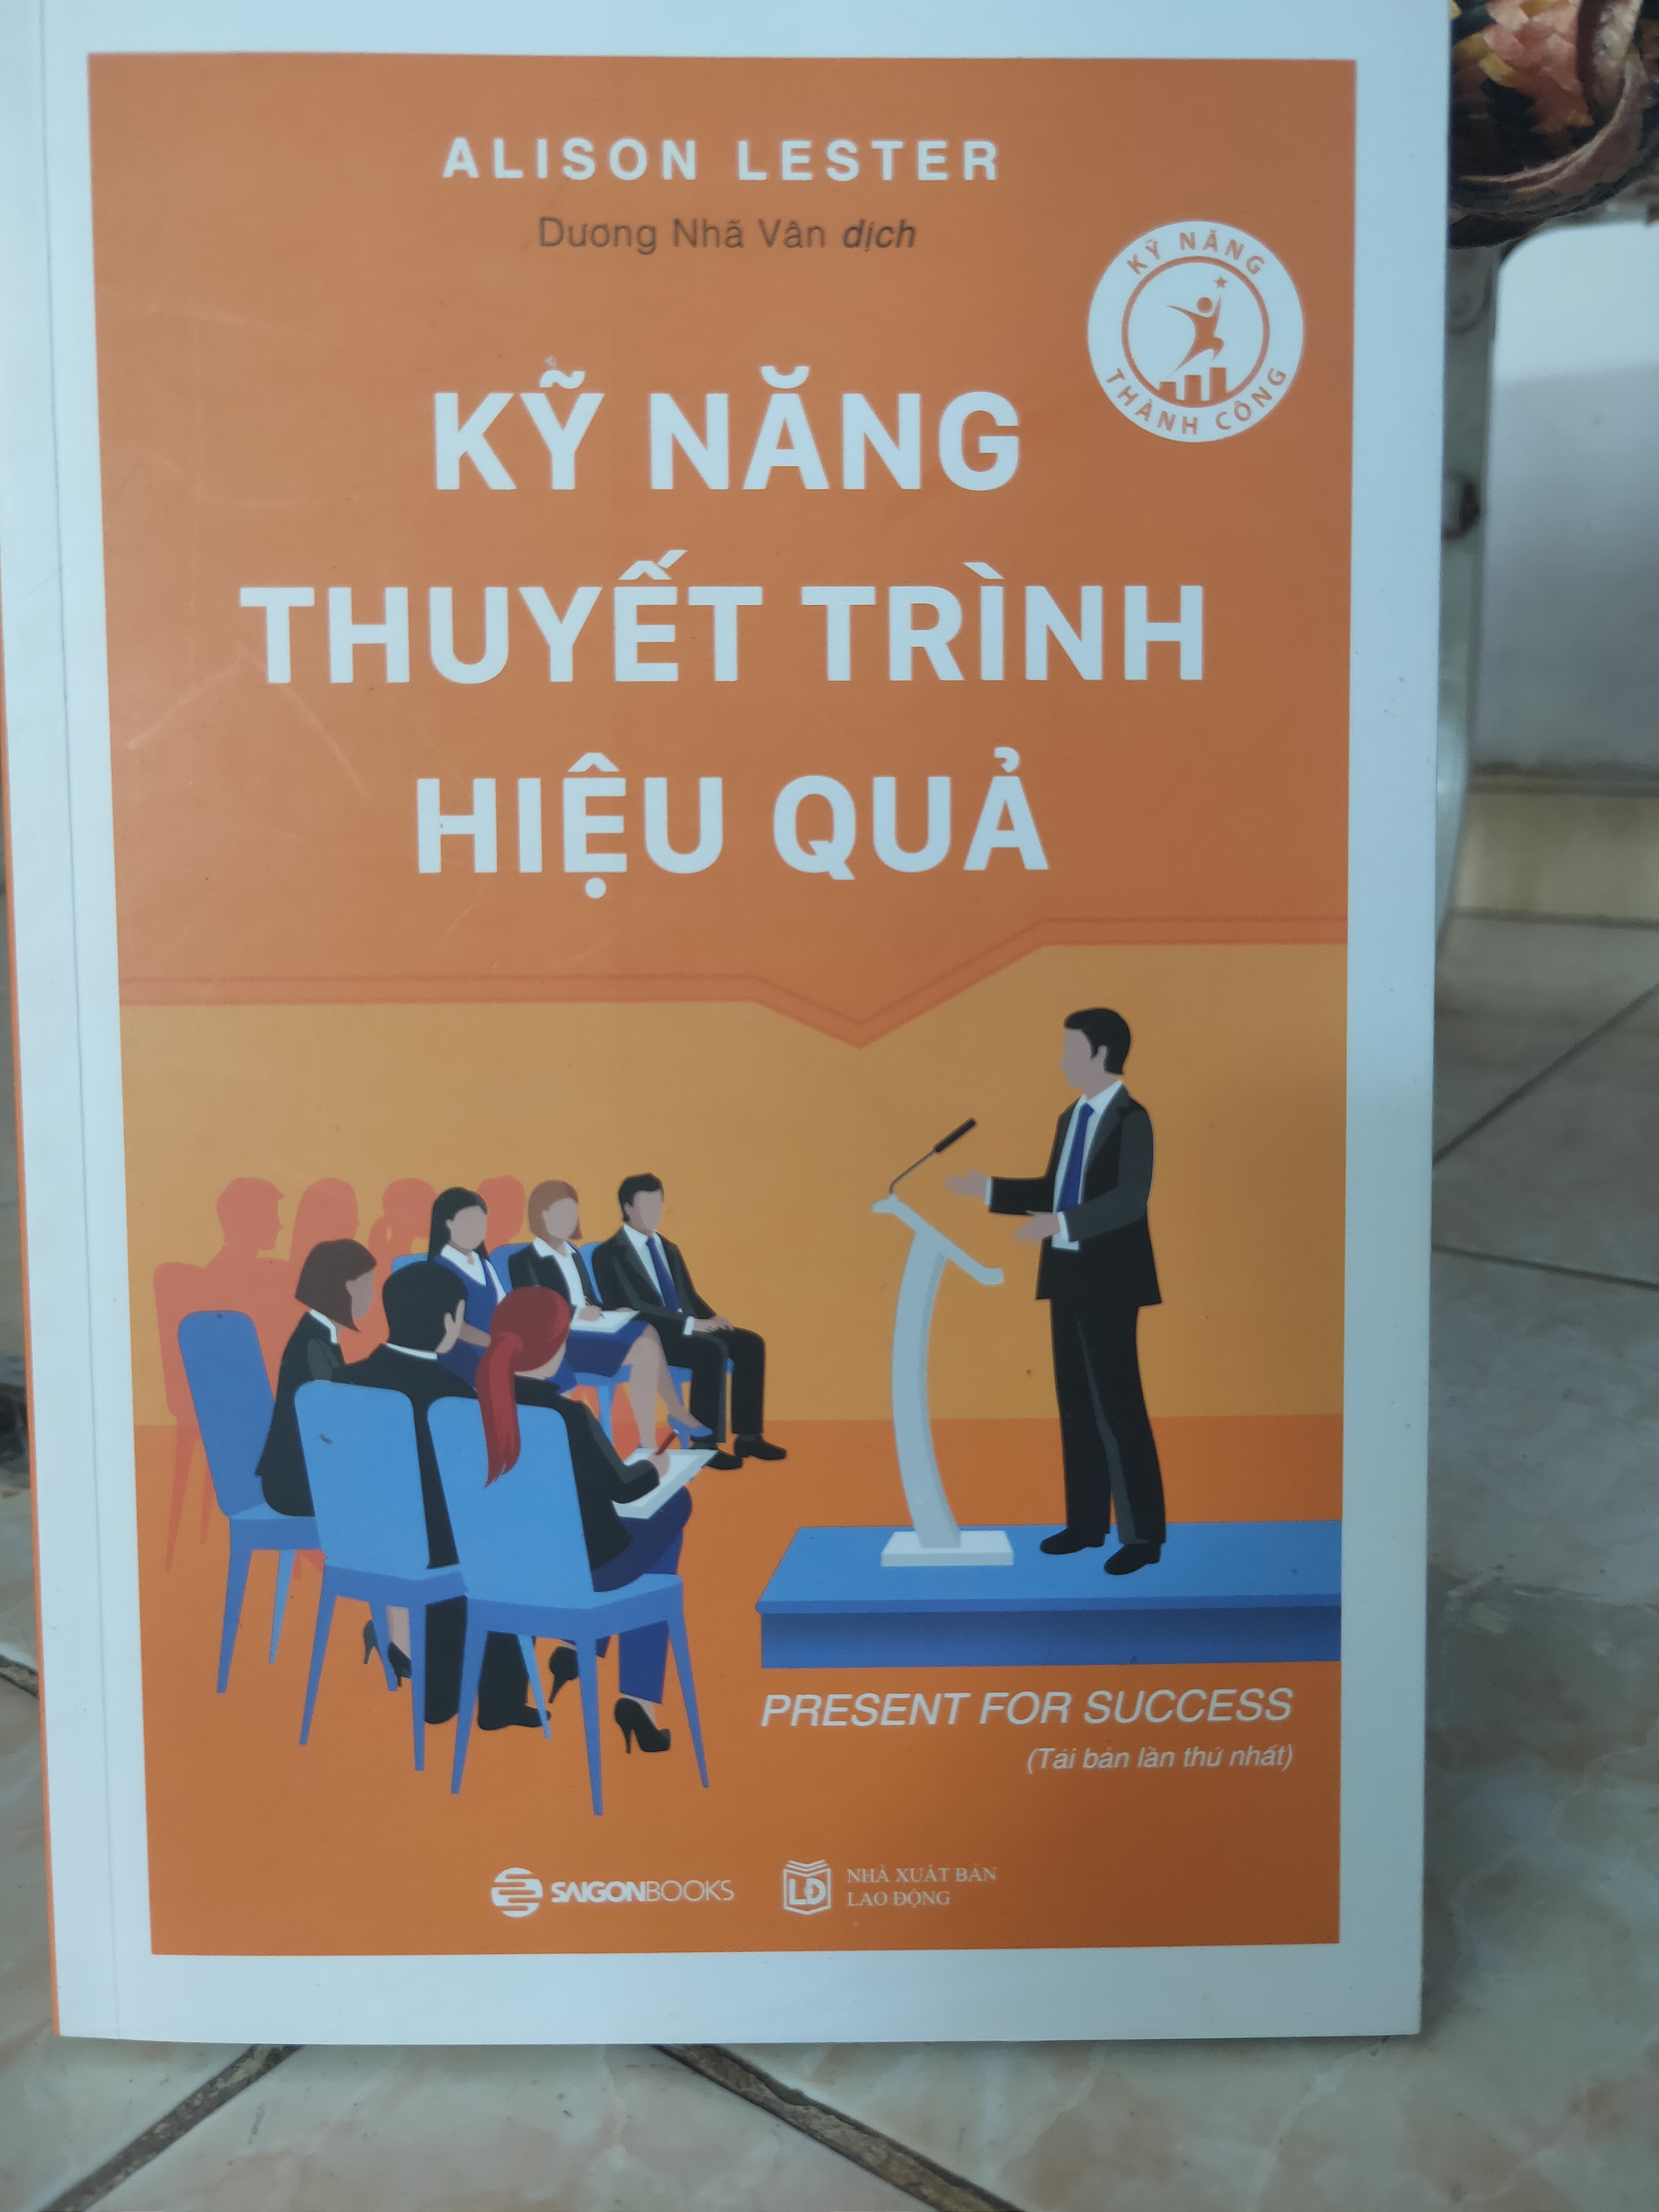 ALISON LESTER
Dương Nhã Vân dịch
KỸ NĂNG
THÀNH CÔNG
KỸ NĂNG
THUYẾT TRÌNH
HIỆU QUẢ
PRESENT FOR SUCCESS
(Tái bản lần thứ nhất)
SAIGONBOOKS
LĐ
NHÀ XUẤT BẢN
LAO ĐỘNG